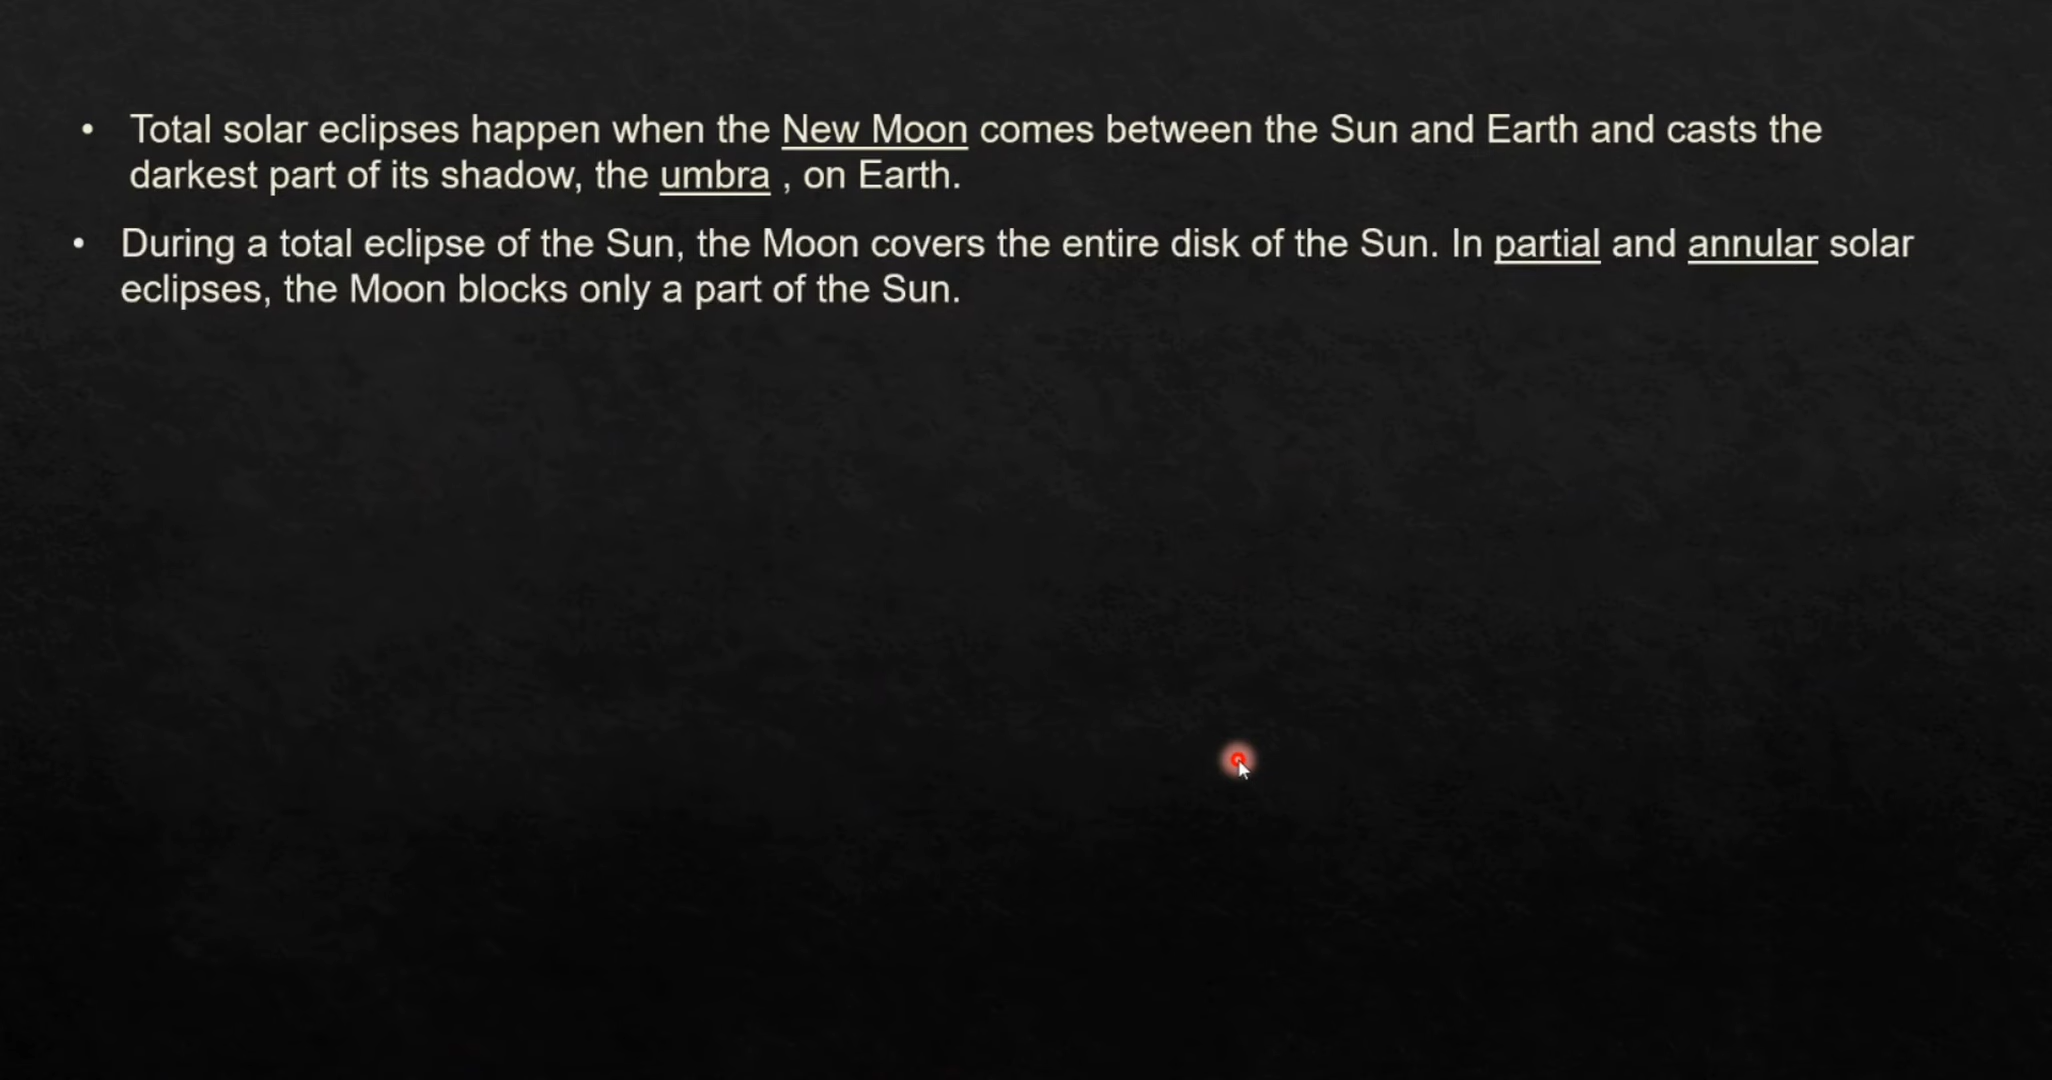 • Total solar eclipses happen when the New Moon comes between the Sun and Earth and casts the
darkest part of its shadow, the umbra , on Earth.
• During a total eclipse of the Sun, the Moon covers the entire disk of the Sun. In partial and annular solar
eclipses, the Moon blocks only a part of the Sun.